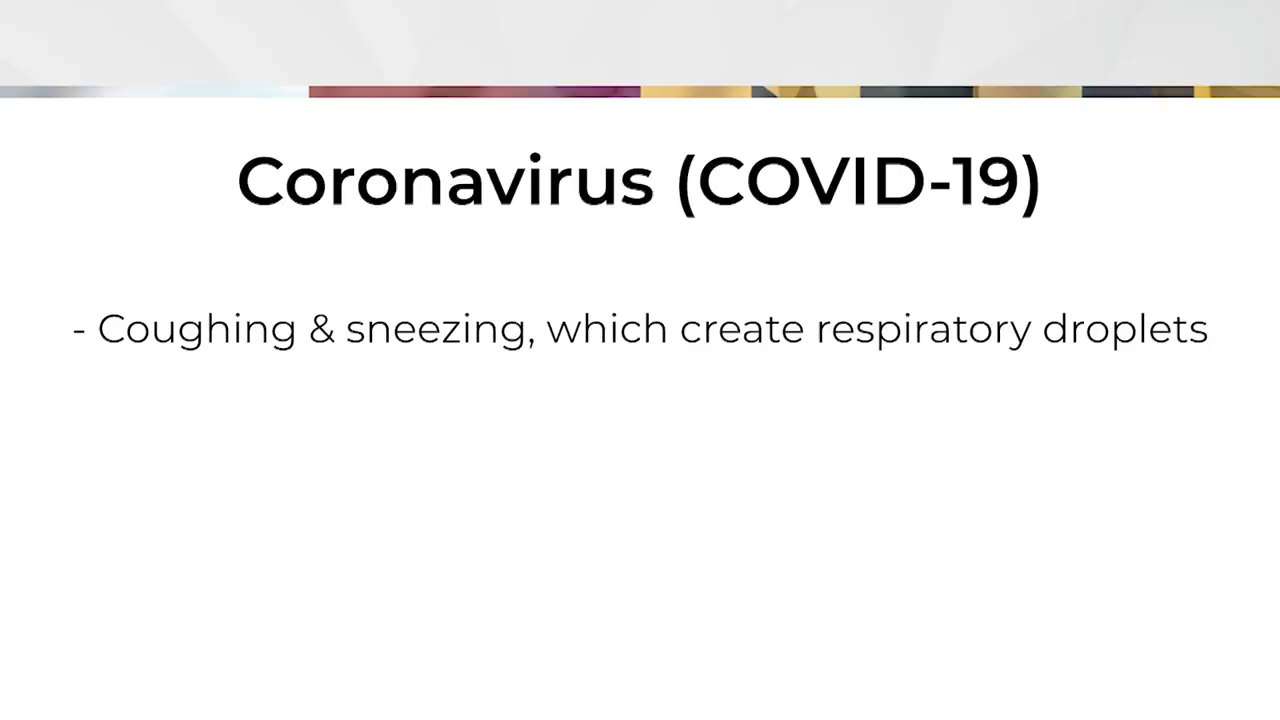 Coronavirus (COVID-19)
- Coughing & sneezing, which create respiratory droplets